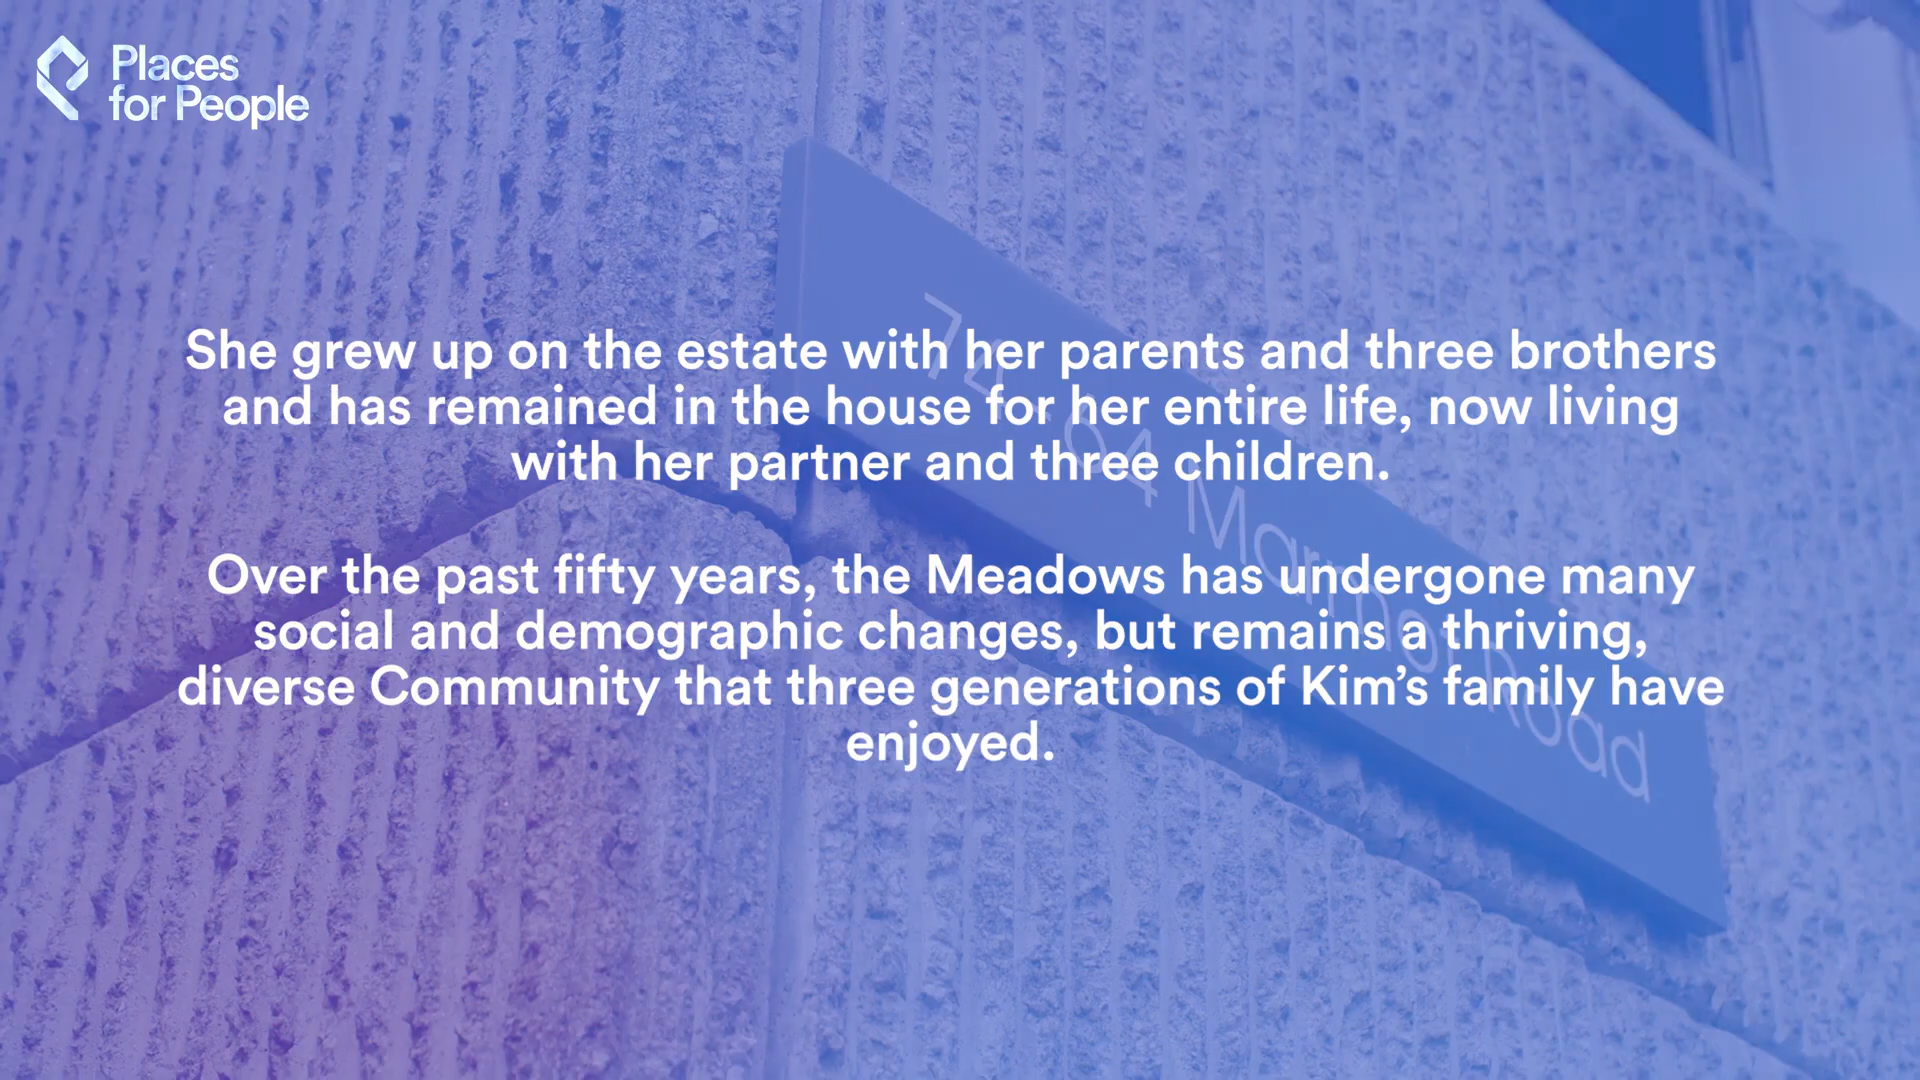 Places
for People
She grew up on the estate with her parents and three brothers
and has remained in the house for her entire life, now living
with her partner and three children.
Over the past fifty years, the Meadows has undergone many
social and demographic changes, but remains a thriving,
diverse Community that three generations of Kim’s family have
enjoyed.
Road